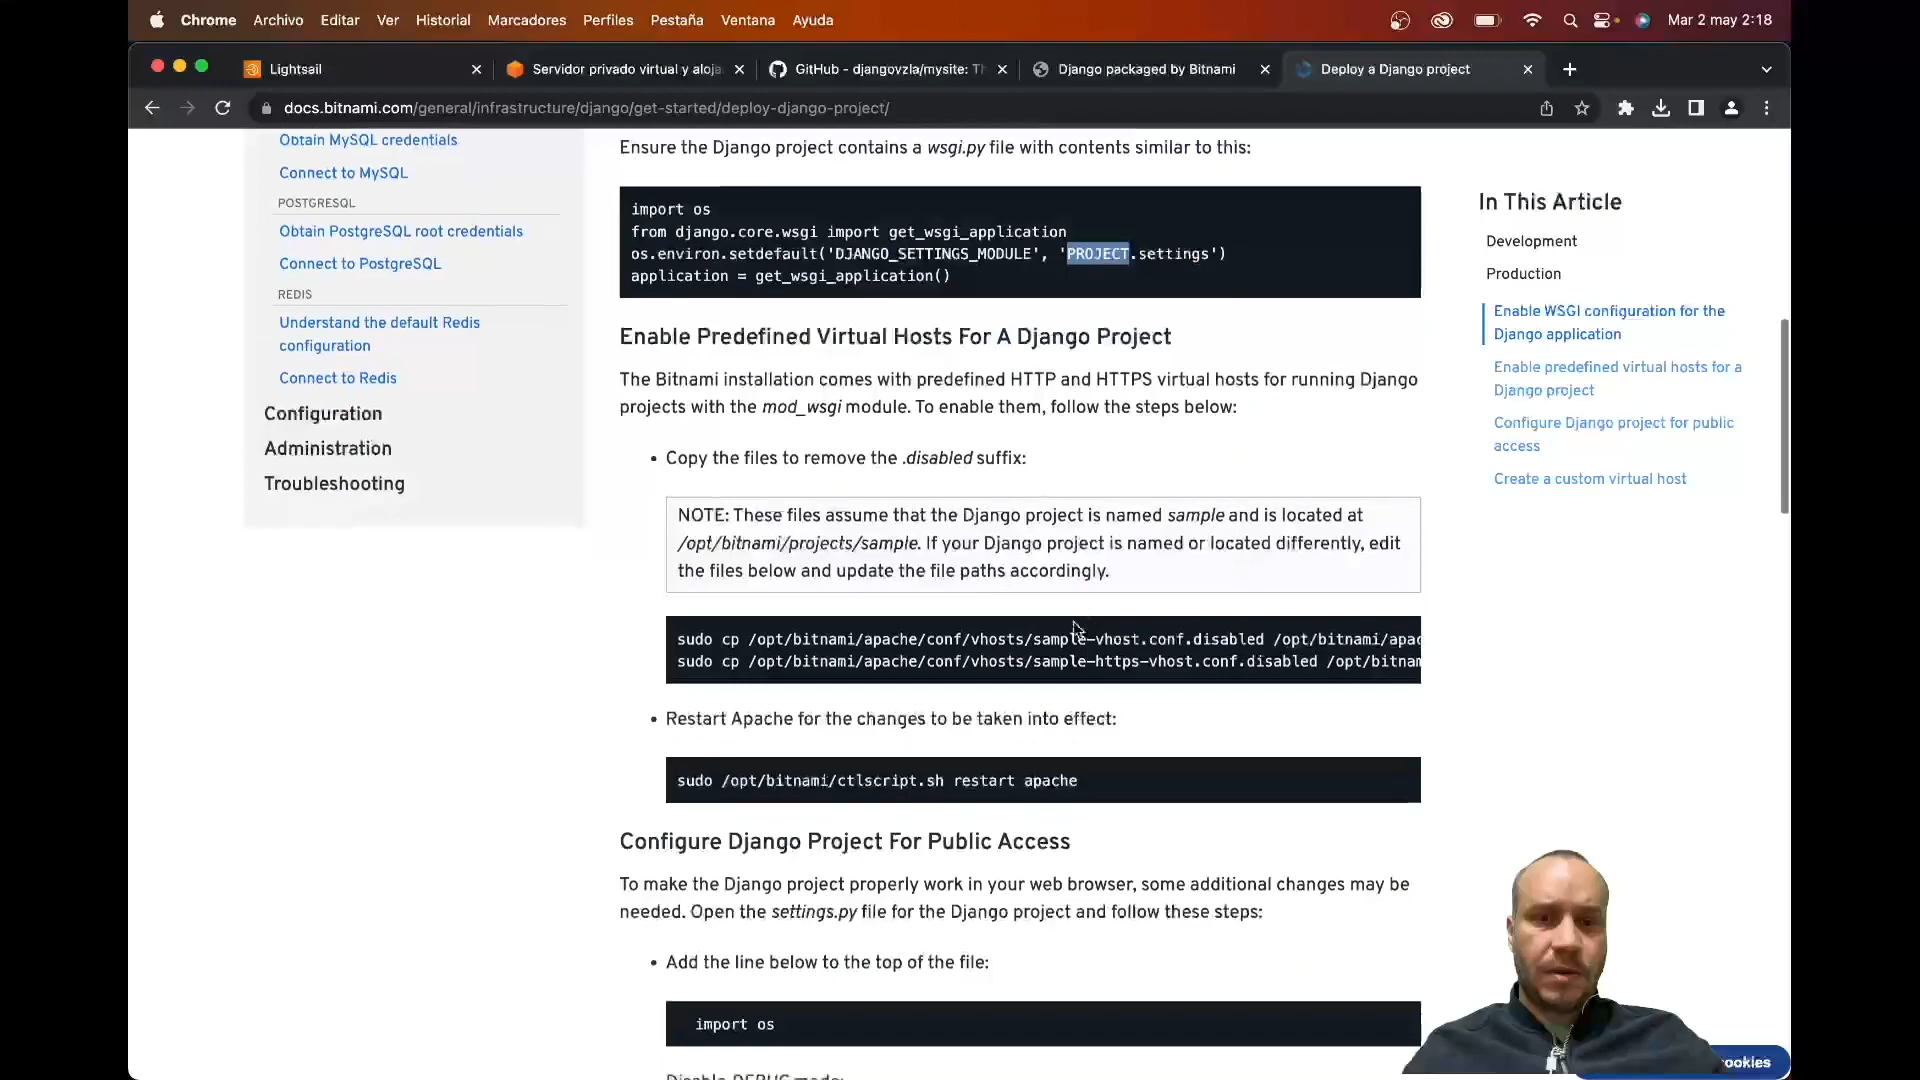 Chrome Archivo Editar Ver Historial Marcadores Perfiles Pestaña Ventana Ayuda Mar 2 may 2:18
Lightsail Servidor privado virtual y aloja GitHub - djangovzla/mysite: Th Django packaged by Bitnami Deploy a Django project
docs.bitnami.com/general/infrastructure/django/get-started/deploy-django-project/
Obtain MySQL credentials
Connect to MySQL
POSTGRESQL
Obtain PostgreSQL root credentials
Connect to PostgreSQL
REDIS
Understand the default Redis
configuration
Connect to Redis
Configuration
Administration
Troubleshooting
Ensure the Django project contains a wsgi.py file with contents similar to this:
import os
from django.core.wsgi import get_wsgi_application
os.environ.setdefault('DJANGO_SETTINGS_MODULE', 'PROJECT.settings')
application = get_wsgi_application()
Enable Predefined Virtual Hosts For A Django Project
The Bitnami installation comes with predefined HTTP and HTTPS virtual hosts for running Django
projects with the mod_wsgi module. To enable them, follow the steps below:
• Copy the files to remove the .disabled suffix:
NOTE: These files assume that the Django project is named sample and is located at
/opt/bitnami/projects/sample. If your Django project is named or located differently, edit
the files below and update the file paths accordingly.
sudo cp /opt/bitnami/apache/conf/vhosts/sample-vhost.conf.disabled /opt/bitnami/apac
sudo cp /opt/bitnami/apache/conf/vhosts/sample-https-vhost.conf.disabled /opt/bitnam
• Restart Apache for the changes to be taken into effect:
sudo /opt/bitnami/ctlscript.sh restart apache
Configure Django Project For Public Access
To make the Django project properly work in your web browser, some additional changes may be
needed. Open the settings.py file for the Django project and follow these steps:
• Add the line below to the top of the file:
import os
Disable DEBUG mode:
In This Article
Development
Production
Enable WSGI configuration for the
Django application
Enable predefined virtual hosts for a
Django project
Configure Django project for public
access
Create a custom virtual host
ookies